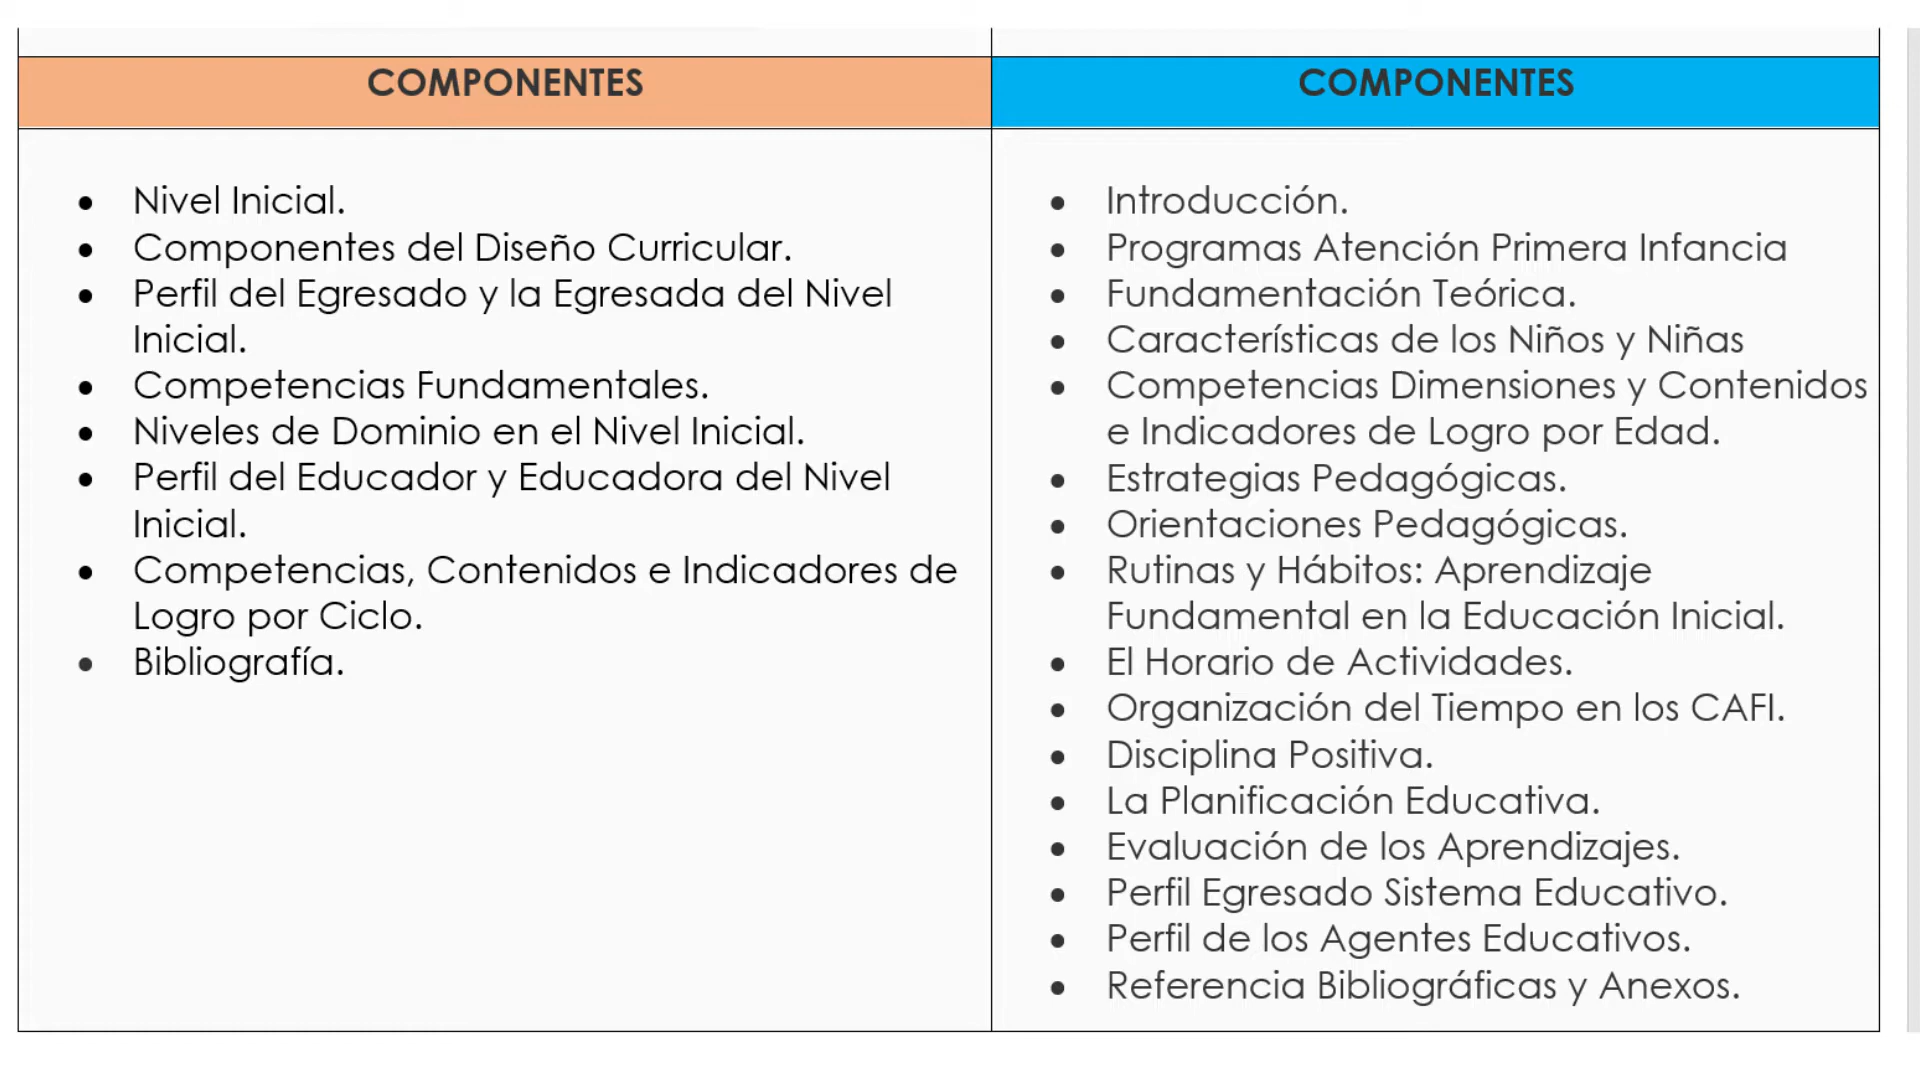 COMPONENTES
• Nivel Inicial.
• Componentes del Diseño Curricular.
• Perfil del Egresado y la Egresada del Nivel
Inicial.
• Competencias Fundamentales.
• Niveles de Dominio en el Nivel Inicial.
• Perfil del Educador y Educadora del Nivel
Inicial.
• Competencias, Contenidos e Indicadores de
Logro por Ciclo.
• Bibliografía.
COMPONENTES
• Introducción.
• Programas Atención Primera Infancia
• Fundamentación Teórica.
• Características de los Niños y Niñas
• Competencias Dimensiones y Contenidos
e Indicadores de Logro por Edad.
• Estrategias Pedagógicas.
• Orientaciones Pedagógicas.
• Rutinas y Hábitos: Aprendizaje
Fundamental en la Educación Inicial.
• El Horario de Actividades.
• Organización del Tiempo en los CAFI.
• Disciplina Positiva.
• La Planificación Educativa.
• Evaluación de los Aprendizajes.
• Perfil Egresado Sistema Educativo.
• Perfil de los Agentes Educativos.
• Referencia Bibliográficas y Anexos.